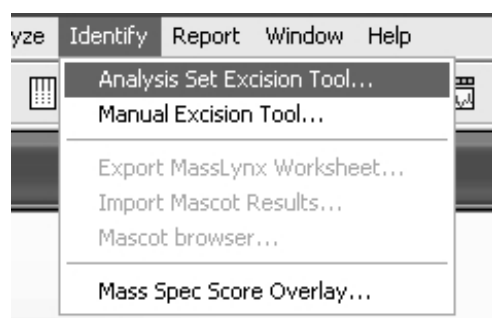 yze Identify Report Window Help
Analysis Set Excision Tool...
Manual Excision Tool...
Export MassLynx Worksheet...
Import Mascot Results...
Mascot browser...
Mass Spec Score Overlay...